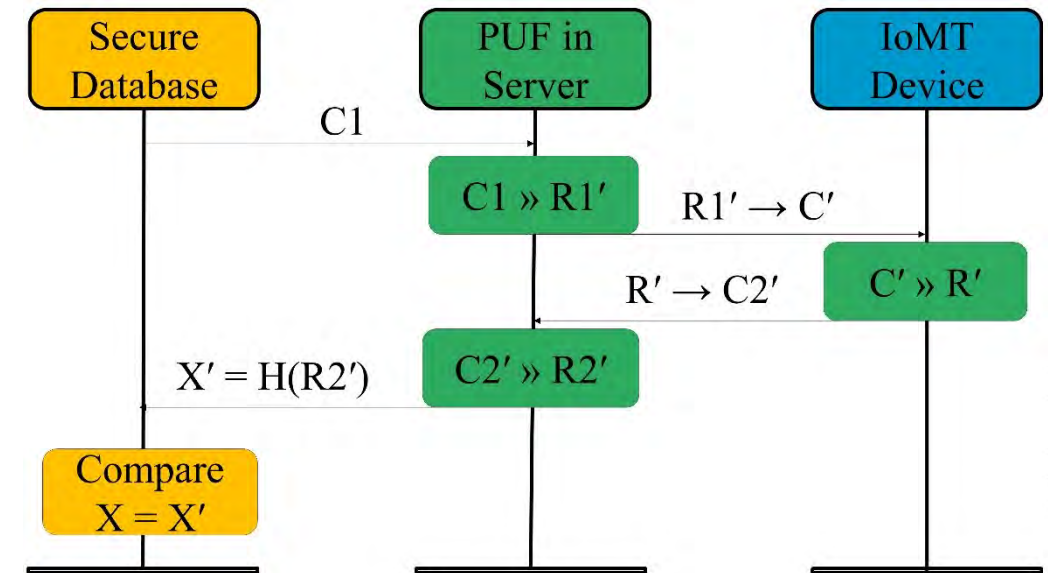 Secure
Database
PUF in
Server
IoMT
Device
C1
C1 » R1′
R1′ → C′
C′ » R′
R′ → C2′
C2′ » R2′
X′ = H(R2′)
Compare
X = X′